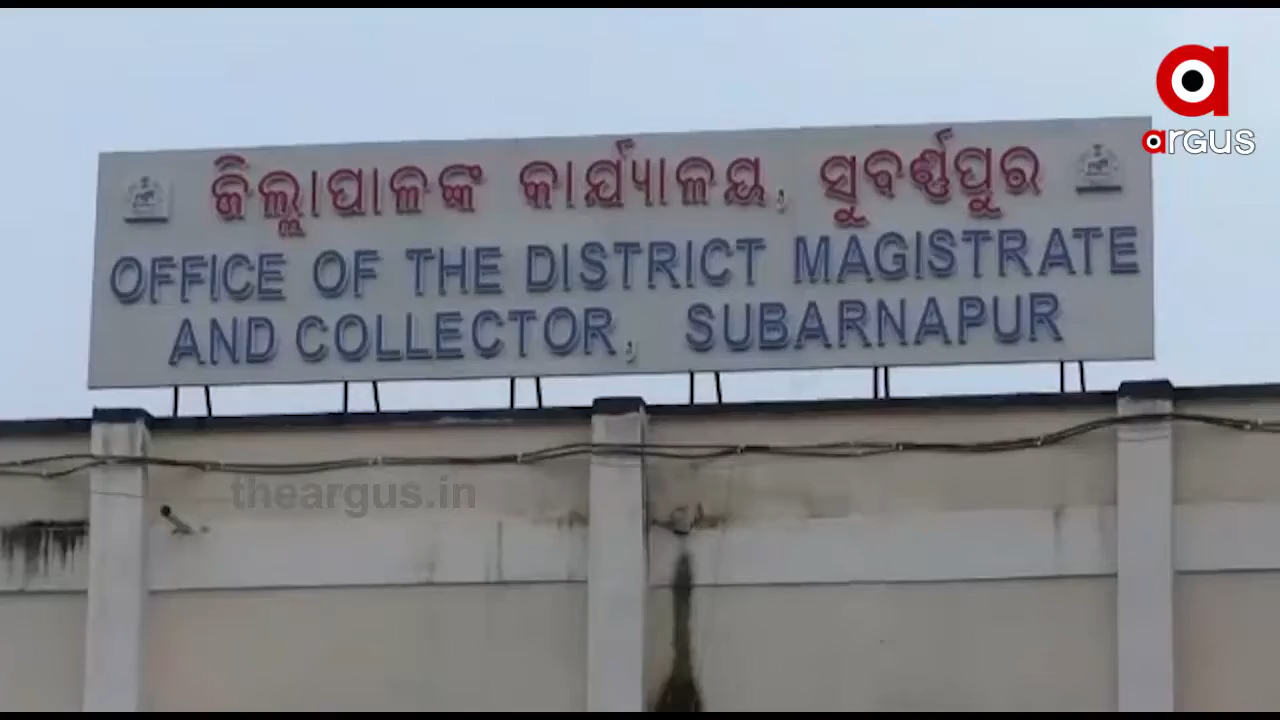 argus
ଜିଲ୍ଲାପାଳଙ୍କ କାର୍ଯ୍ୟାଳୟ, ସୁବର୍ଣ୍ଣପୁର
OFFICE OF THE DISTRICT MAGISTRATE
AND COLLECTOR, SUBARNAPUR
theargus.in